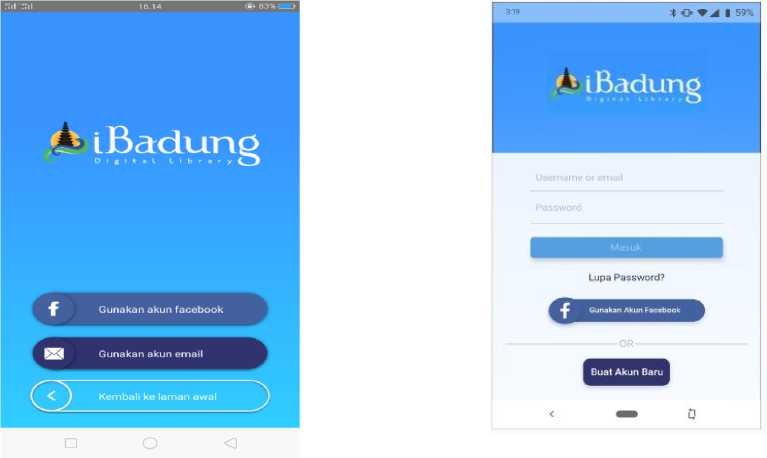 16.14
63%
iBadung
Digital Library
Gunakan akun facebook
Gunakan akun email
Kembali ke laman awal
3:19
59%
iBadung
Digital Library
Username or email
Password
Masuk
Lupa Password?
Gunakan Akun Facebook
OR
Buat Akun Baru